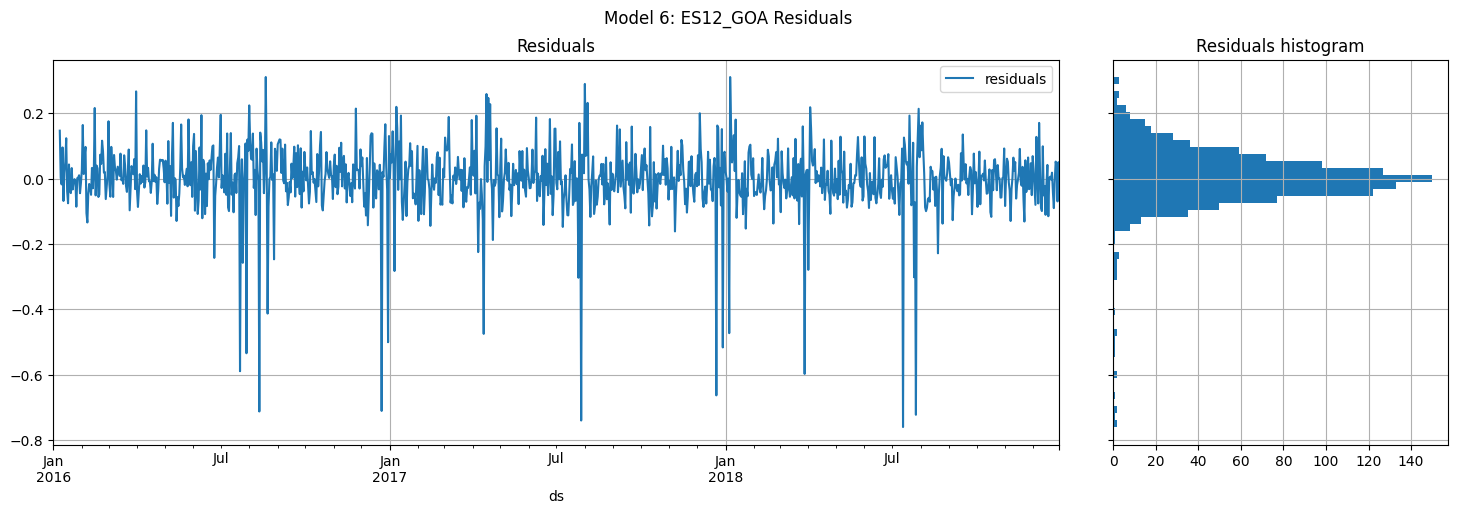 Model 6: ES12_GOA Residuals
Residuals
Residuals histogram
residuals
0.2
0.0
−0.2
−0.4
−0.6
−0.8
Jan
2016
Jul
Jan
2017
Jul
Jan
2018
Jul
ds
0 20 40 60 80 100 120 140